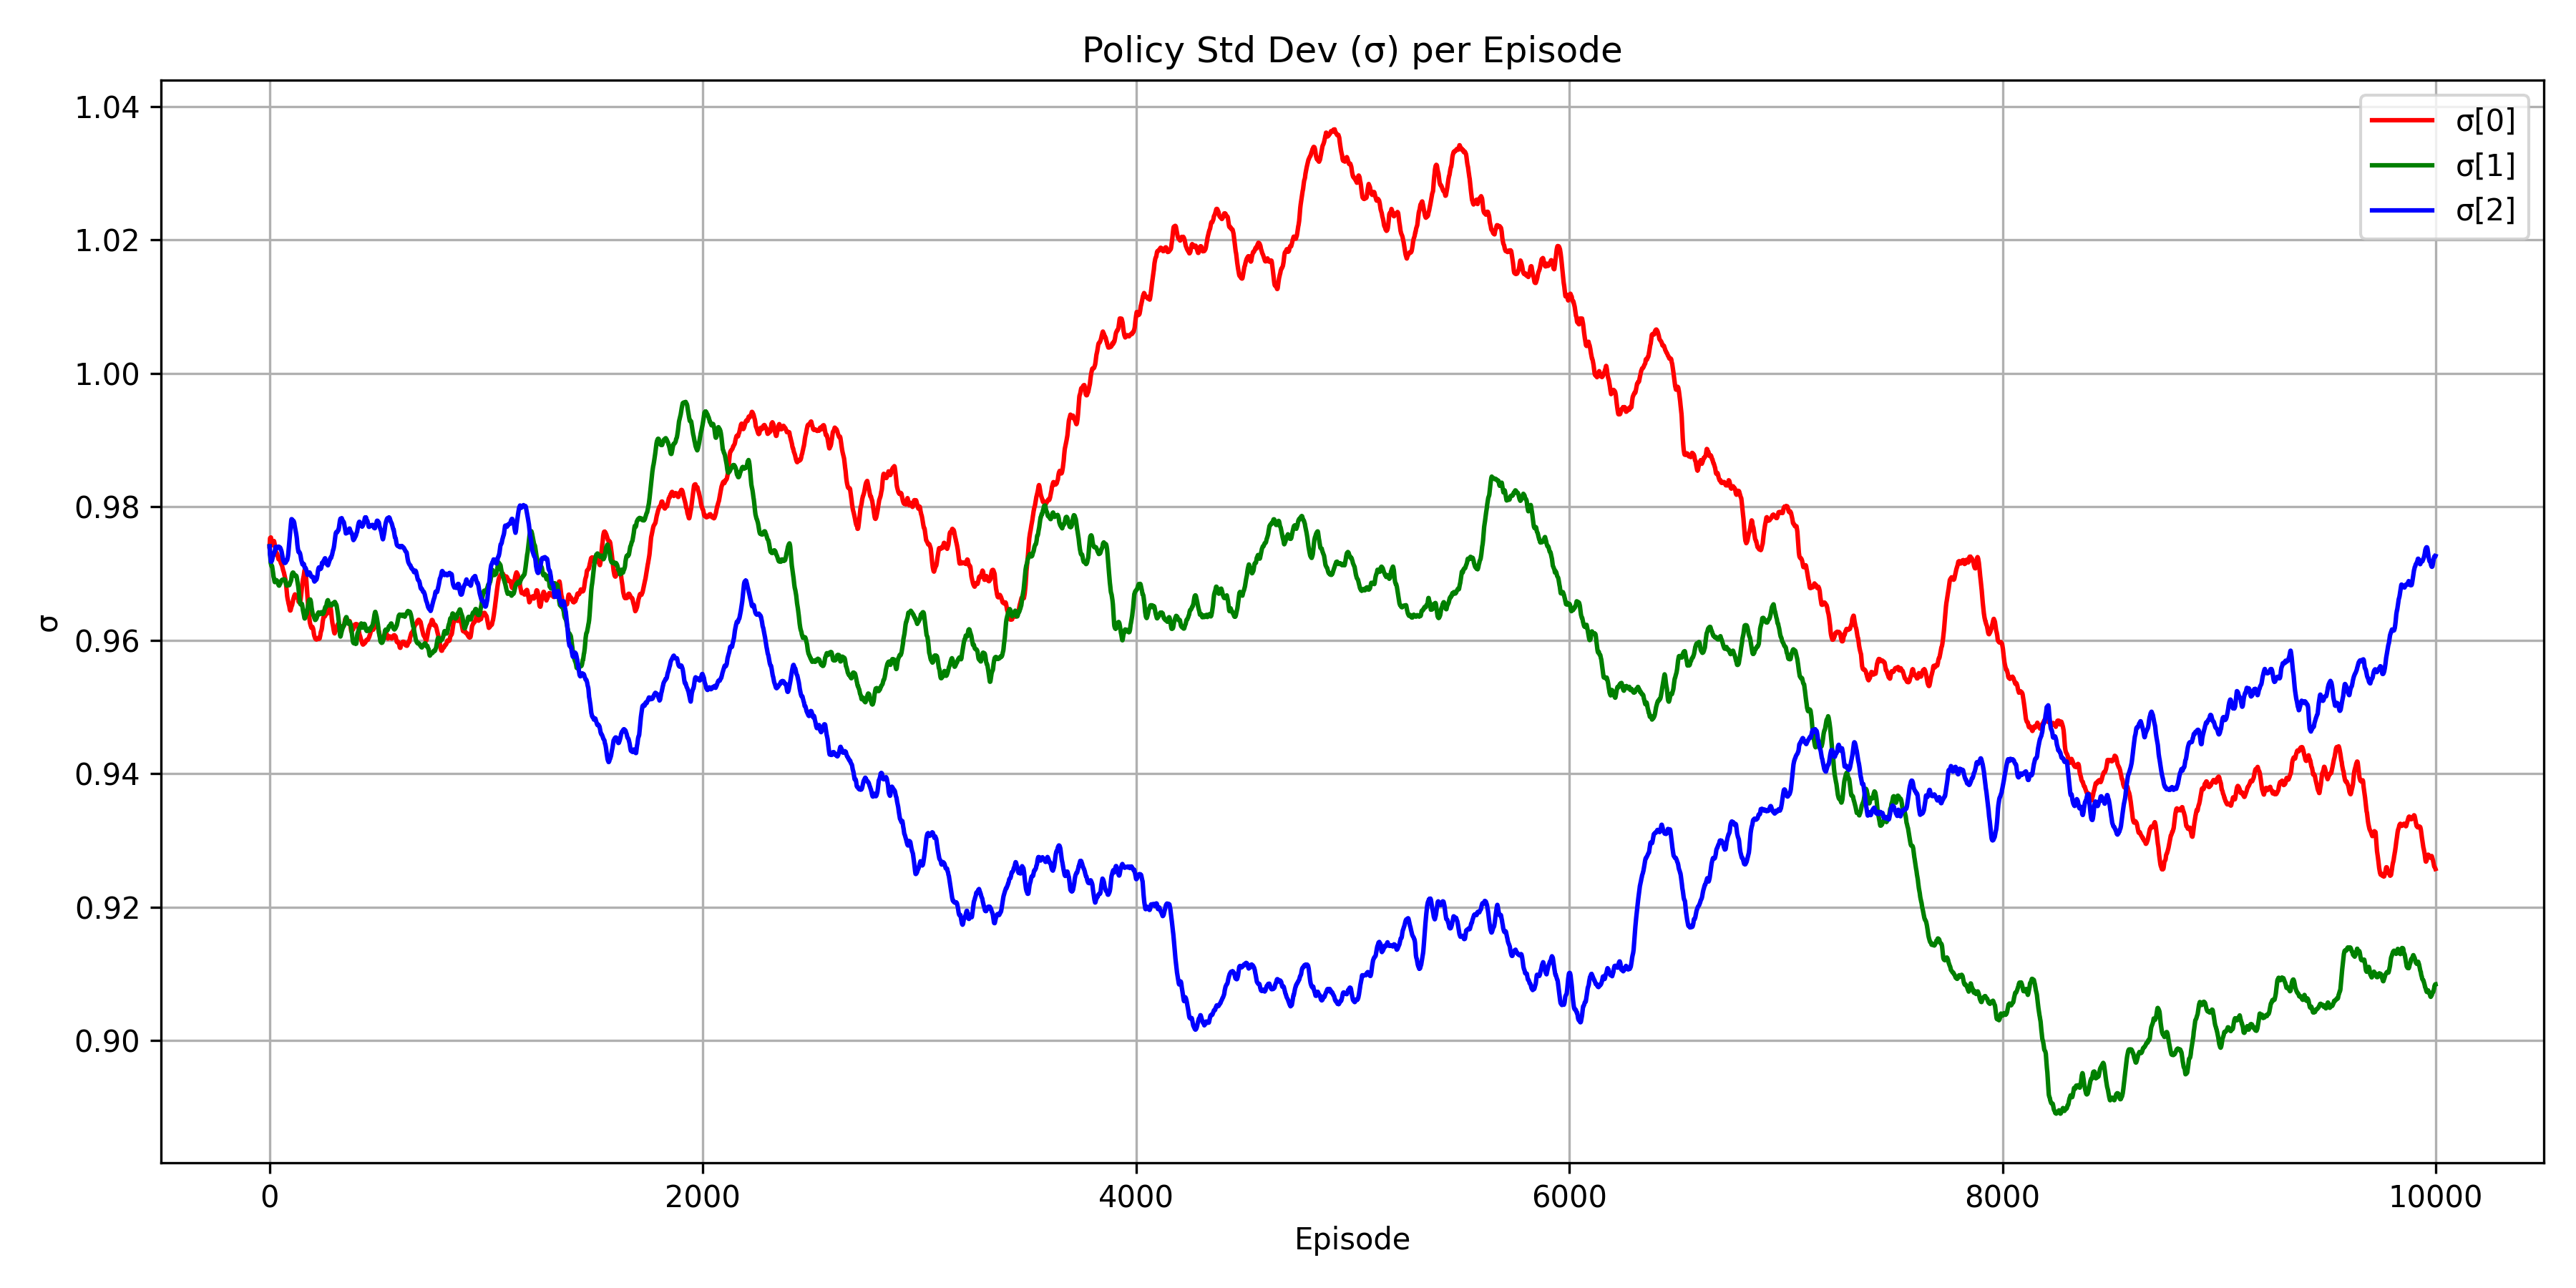 Policy Std Dev (σ) per Episode
1.04
1.02
1.00
0.98
0.96
0.94
0.92
0.90
σ
σ[0]
σ[1]
σ[2]
0 2000 4000 6000 8000 10000
Episode